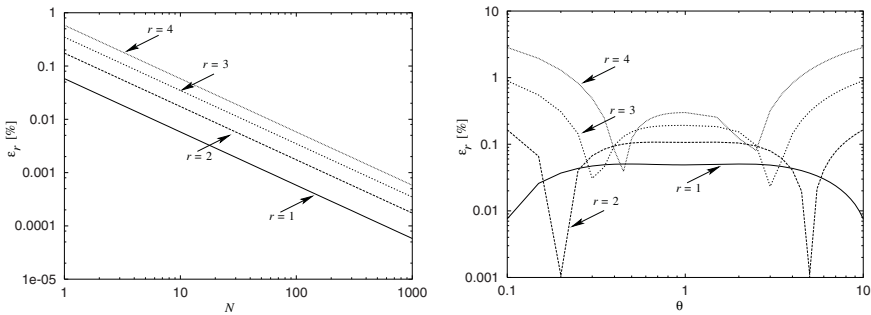 1
0.1
0.01
0.001
0.0001
1e-05
ε_r [%]
r = 4
r = 3
r = 2
r = 1
1 10 100 1000
N
10
1
0.1
0.01
0.001
ε_r [%]
r = 4
r = 3
r = 1
r = 2
0.1 1 10
θ